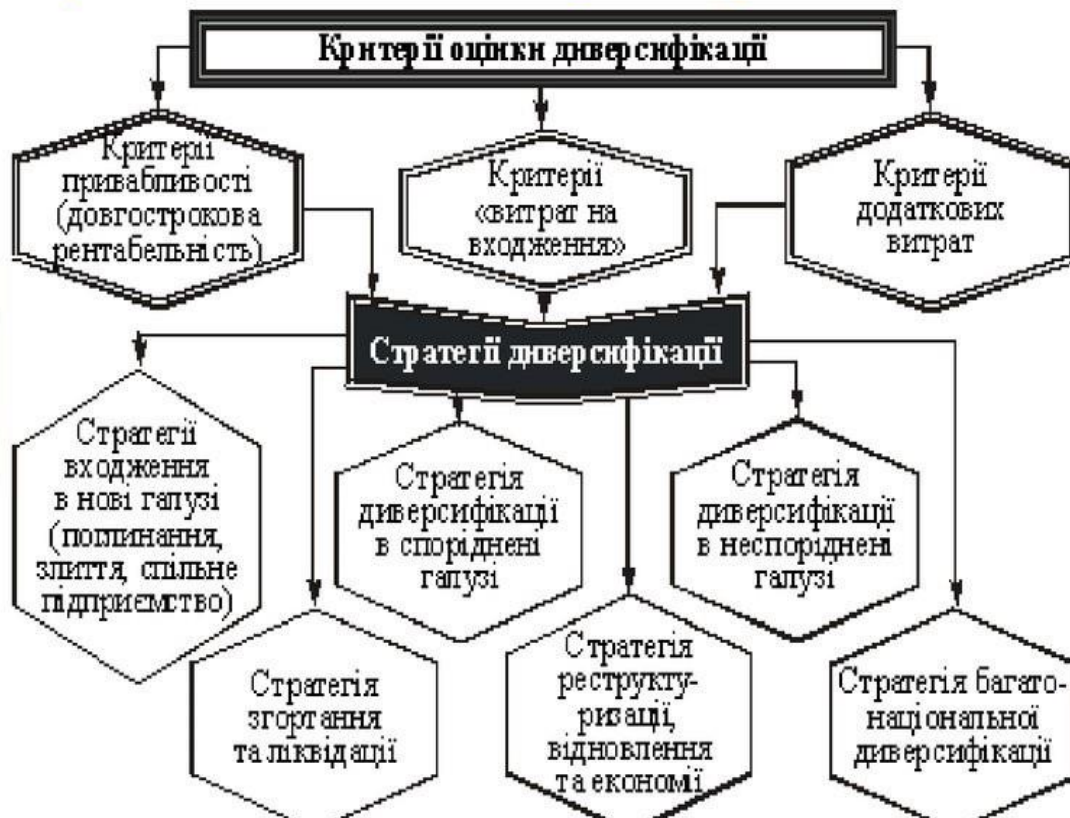 Критерії оцінки диверсифікації
Критерії
привабливості
(довгострокова
рентабельність)
Критерії
«витрат на
входження»
Критерії
додаткових
витрат
Стратегії диверсифікації
Стратегії
входження
в нові галузі
(поглинання,
злиття, спільне
підприємство)
Стратегія
диверсифікації
в споріднені
галузі
Стратегія
диверсифікації
в неспоріднені
галузі
Стратегія
згортання
та ліквідації
Стратегія
реструкту-
ризації,
відновлення
та економії
Стратегія багато-
національної
диверсифікації